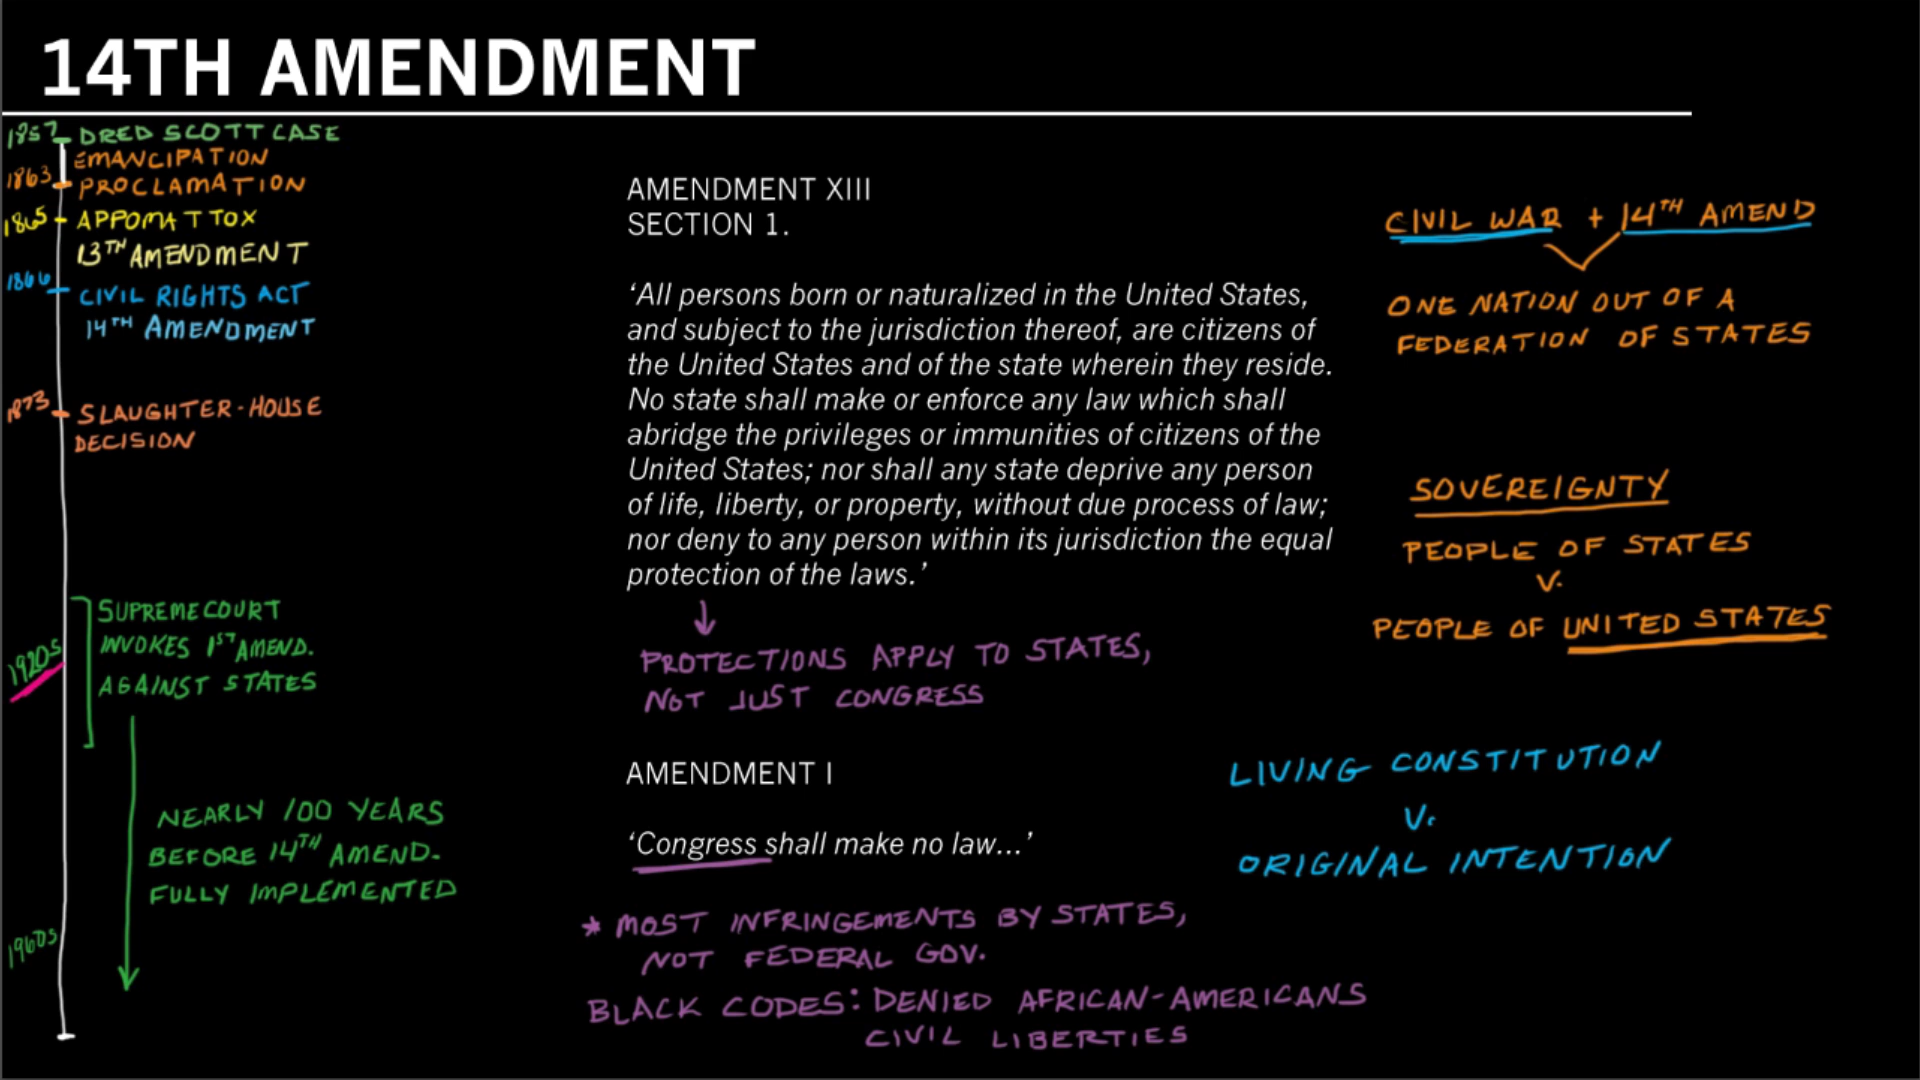 14TH AMENDMENT
1857 DRED SCOTT CASE
EMANCIPATION
1863 PROCLAMATION
1865 APPOMATTOX
13TH AMENDMENT
1866 CIVIL RIGHTS ACT
14TH AMENDMENT
1873 SLAUGHTER-HOUSE
DECISION
SUPREME COURT
INVOKES 1ST AMEND.
1920s
AGAINST STATES
NEARLY 100 YEARS
BEFORE 14TH AMEND.
FULLY IMPLEMENTED
1960s
AMENDMENT XIII
SECTION 1.
‘All persons born or naturalized in the United States,
and subject to the jurisdiction thereof, are citizens of
the United States and of the state wherein they reside.
No state shall make or enforce any law which shall
abridge the privileges or immunities of citizens of the
United States; nor shall any state deprive any person
of life, liberty, or property, without due process of law;
nor deny to any person within its jurisdiction the equal
protection of the laws.’
PROTECTIONS APPLY TO STATES,
NOT JUST CONGRESS
AMENDMENT I
‘Congress shall make no law...’
* MOST INFRINGEMENTS BY STATES,
NOT FEDERAL GOV.
BLACK CODES: DENIED AFRICAN-AMERICANS
CIVIL LIBERTIES
CIVIL WAR + 14TH AMEND
ONE NATION OUT OF A
FEDERATION OF STATES
SOVEREIGNTY
PEOPLE OF STATES
V.
PEOPLE OF UNITED STATES
LIVING CONSTITUTION
V.
ORIGINAL INTENTION